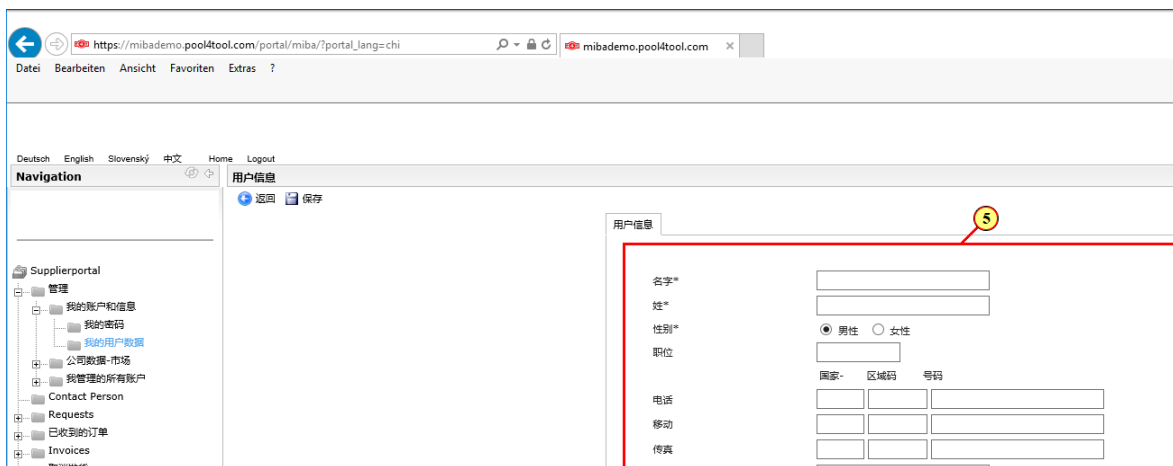 https://mibademo.pool4tool.com/portal/miba/?portal_lang=chi
mibademo.pool4tool.com
Datei Bearbeiten Ansicht Favoriten Extras ?
Deutsch English Slovenský 中文 Home Logout
Navigation
用户信息
返回 保存
用户信息
5
Supplierportal
管理
我的账户和信息
我的密码
我的用户数据
公司数据-市场
我管理的所有账户
Contact Person
Requests
已收到的订单
Invoices
名字*
姓*
性别* 男性 女性
职位
国家- 区域码 号码
电话
移动
传真